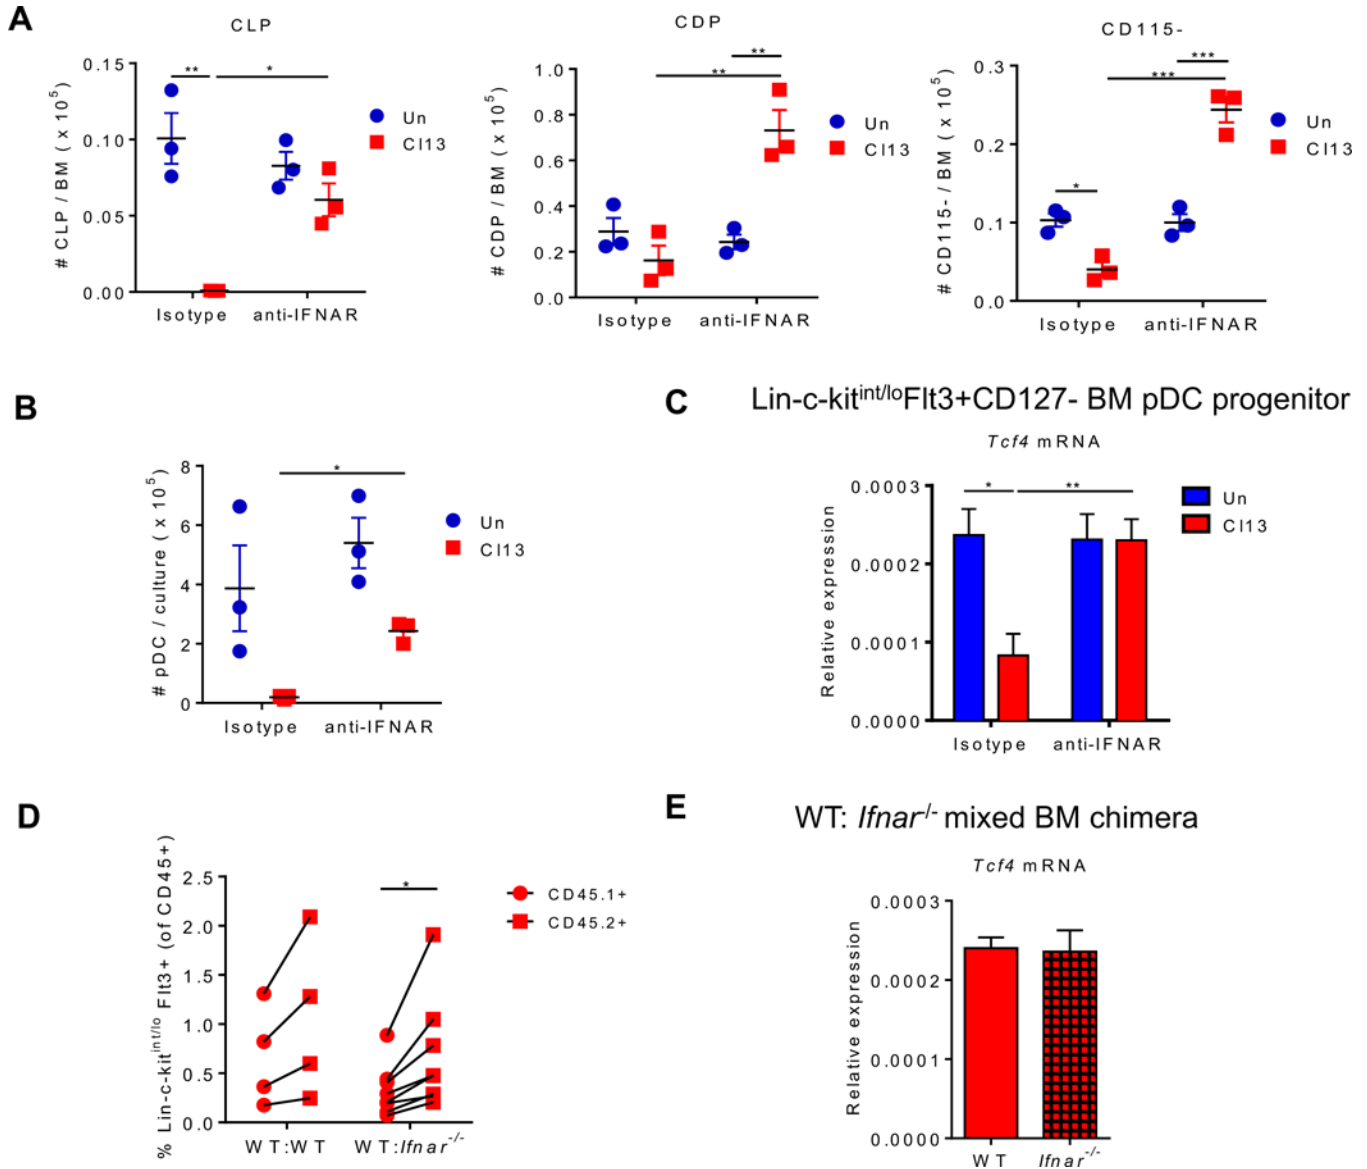 A
CLP
# CLP / BM ( x 10⁵)
0.15
0.10
0.05
0.00
** *
Isotype anti-IFNAR
Un
Cl13
CDP
# CDP / BM ( x 10⁵)
1.0
0.8
0.6
0.4
0.2
0.0
**
**
Isotype anti-IFNAR
Un
Cl13
CD115-
# CD115- / BM ( x 10⁵)
0.3
0.2
0.1
0.0
***
***
*
Isotype anti-IFNAR
Un
Cl13
B
# pDC / culture ( x 10⁵)
8
6
4
2
0
*
Isotype anti-IFNAR
Un
Cl13
C
Lin-c-kitint/loFlt3+CD127- BM pDC progenitor
Tcf4 mRNA
Relative expression
0.0003
0.0002
0.0001
0.0000
* **
Isotype anti-IFNAR
Un
Cl13
D
% Lin-c-kitint/lo Flt3+ (of CD45+)
2.5
2.0
1.5
1.0
0.5
0.0
*
WT:WT WT:Ifnar-/-
CD45.1+
CD45.2+
E
WT: Ifnar-/- mixed BM chimera
Tcf4 mRNA
Relative expression
0.0003
0.0002
0.0001
0.0000
WT Ifnar-/-